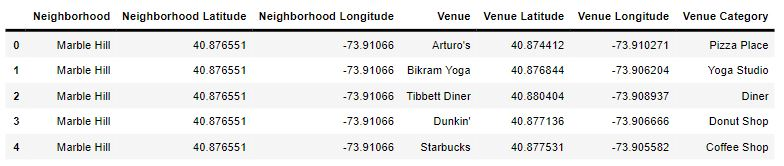 Neighborhood Neighborhood Latitude Neighborhood Longitude Venue Venue Latitude Venue Longitude Venue Category
0 Marble Hill 40.876551 -73.91066 Arturo's 40.874412 -73.910271 Pizza Place
1 Marble Hill 40.876551 -73.91066 Bikram Yoga 40.876844 -73.906204 Yoga Studio
2 Marble Hill 40.876551 -73.91066 Tibbett Diner 40.880404 -73.908937 Diner
3 Marble Hill 40.876551 -73.91066 Dunkin' 40.877136 -73.906666 Donut Shop
4 Marble Hill 40.876551 -73.91066 Starbucks 40.877531 -73.905582 Coffee Shop